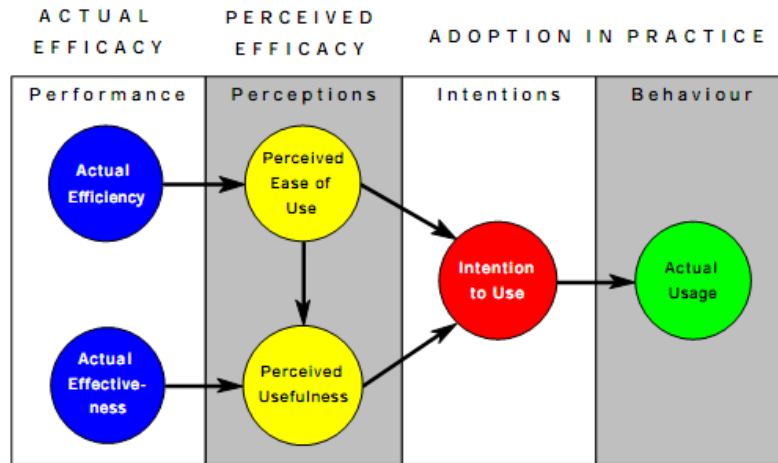 ACTUAL
EFFICACY
PERCEIVED
EFFICACY
ADOPTION IN PRACTICE
Performance
Perceptions
Intentions
Behaviour
Actual
Efficiency
Perceived
Ease of
Use
Intention
to Use
Actual
Usage
Actual
Effective-
ness
Perceived
Usefulness